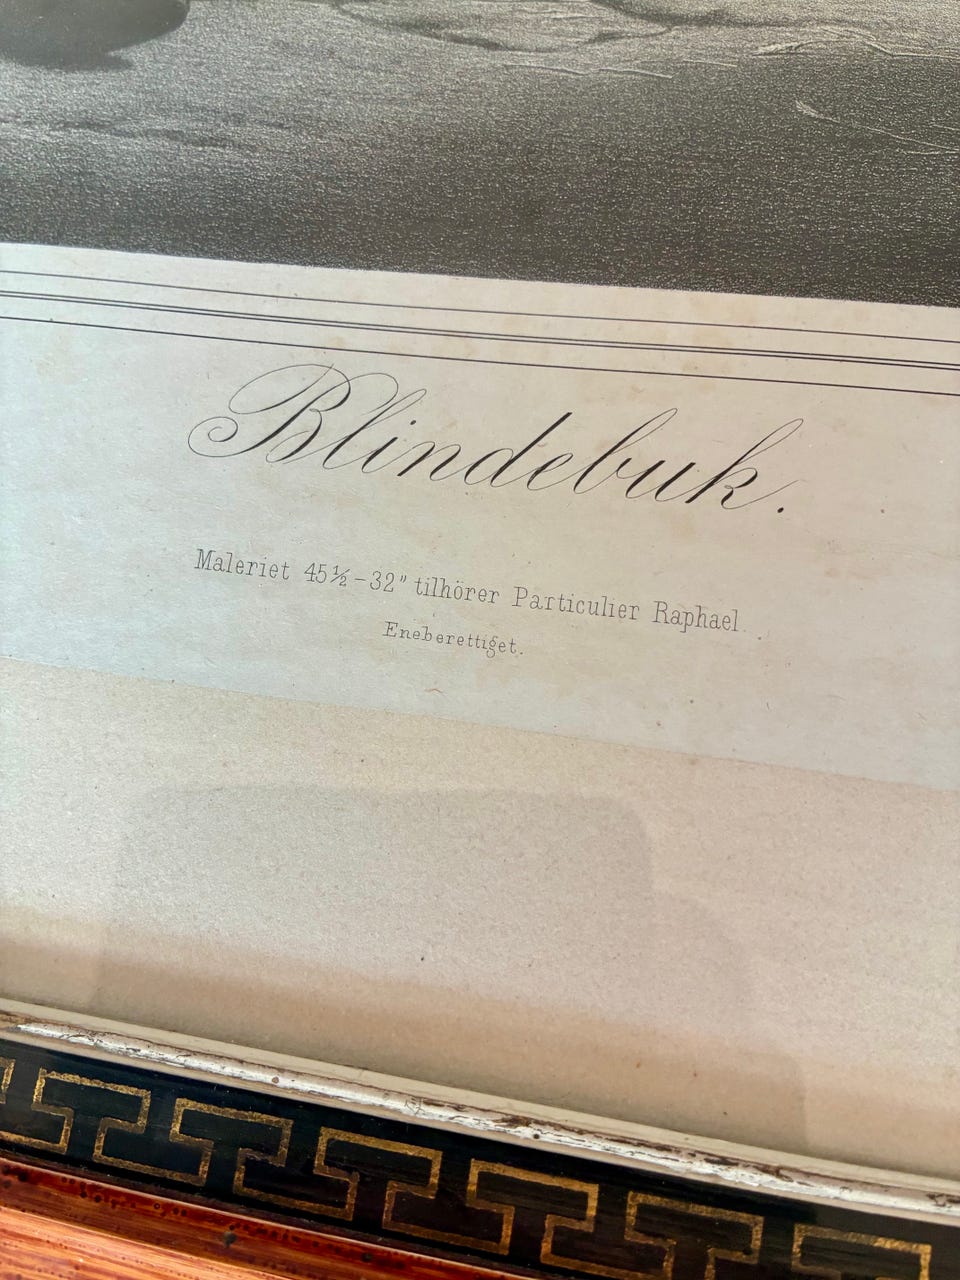 Blindebuk.
Maleriet 45½-32" tilhörer Particulier Raphael
Eneberettiget.